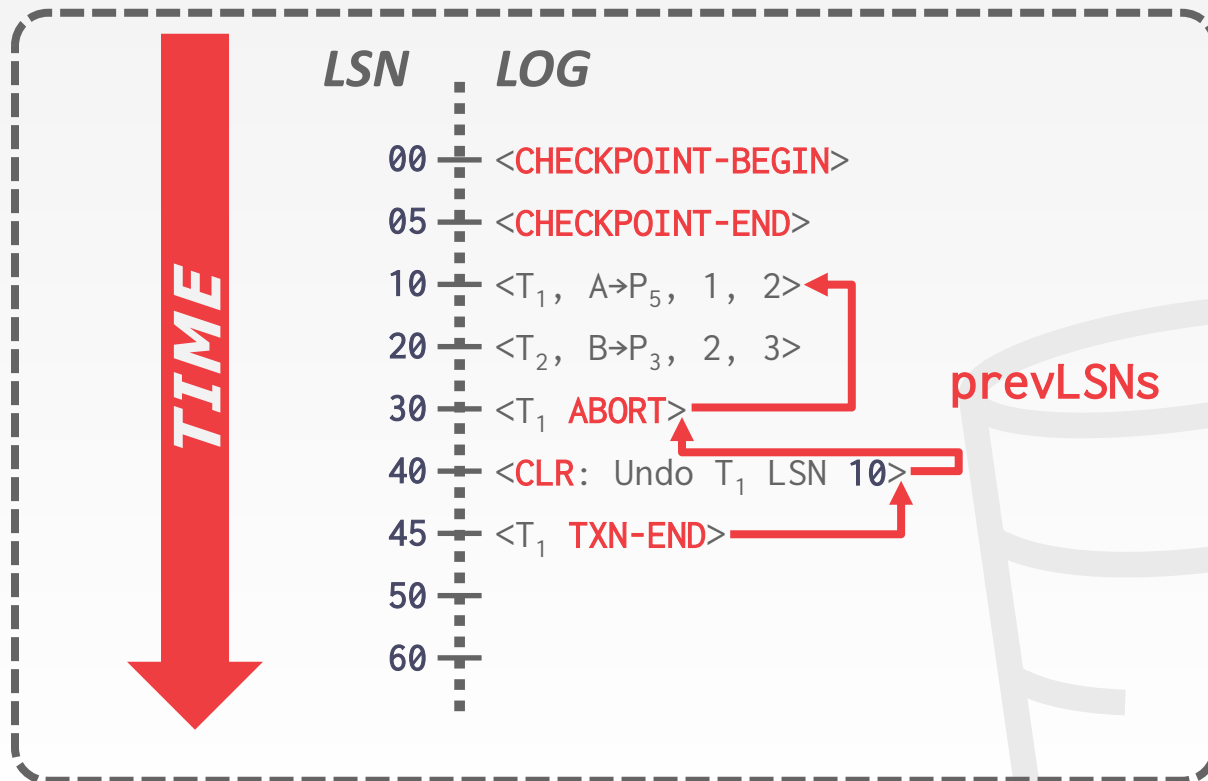 TIME
LSN LOG
00 <CHECKPOINT-BEGIN>
05 <CHECKPOINT-END>
10 <T₁, A→P₅, 1, 2>
20 <T₂, B→P₃, 2, 3>
prevLSNs
30 <T₁ ABORT>
40 <CLR: Undo T₁ LSN 10>
45 <T₁ TXN-END>
50
60